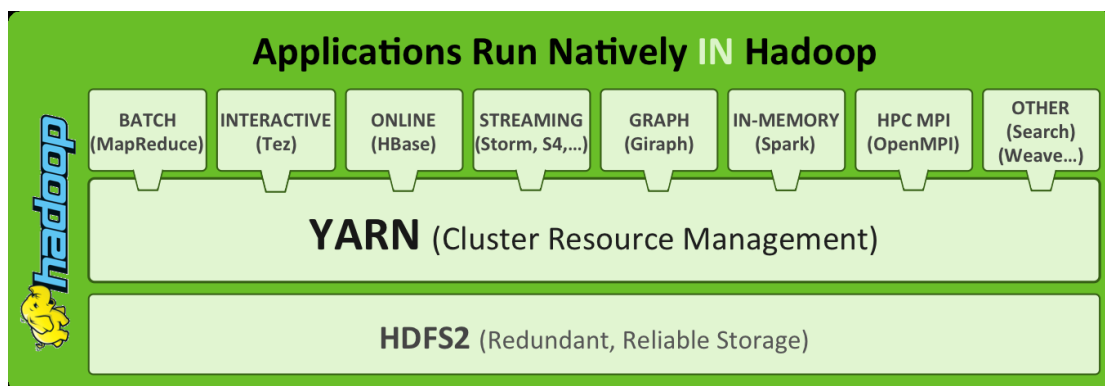 Applications Run Natively IN Hadoop
hadoop
BATCH
(MapReduce)
INTERACTIVE
(Tez)
ONLINE
(HBase)
STREAMING
(Storm, S4,...)
GRAPH
(Giraph)
IN-MEMORY
(Spark)
HPC MPI
(OpenMPI)
OTHER
(Search)
(Weave...)
YARN (Cluster Resource Management)
HDFS2 (Redundant, Reliable Storage)